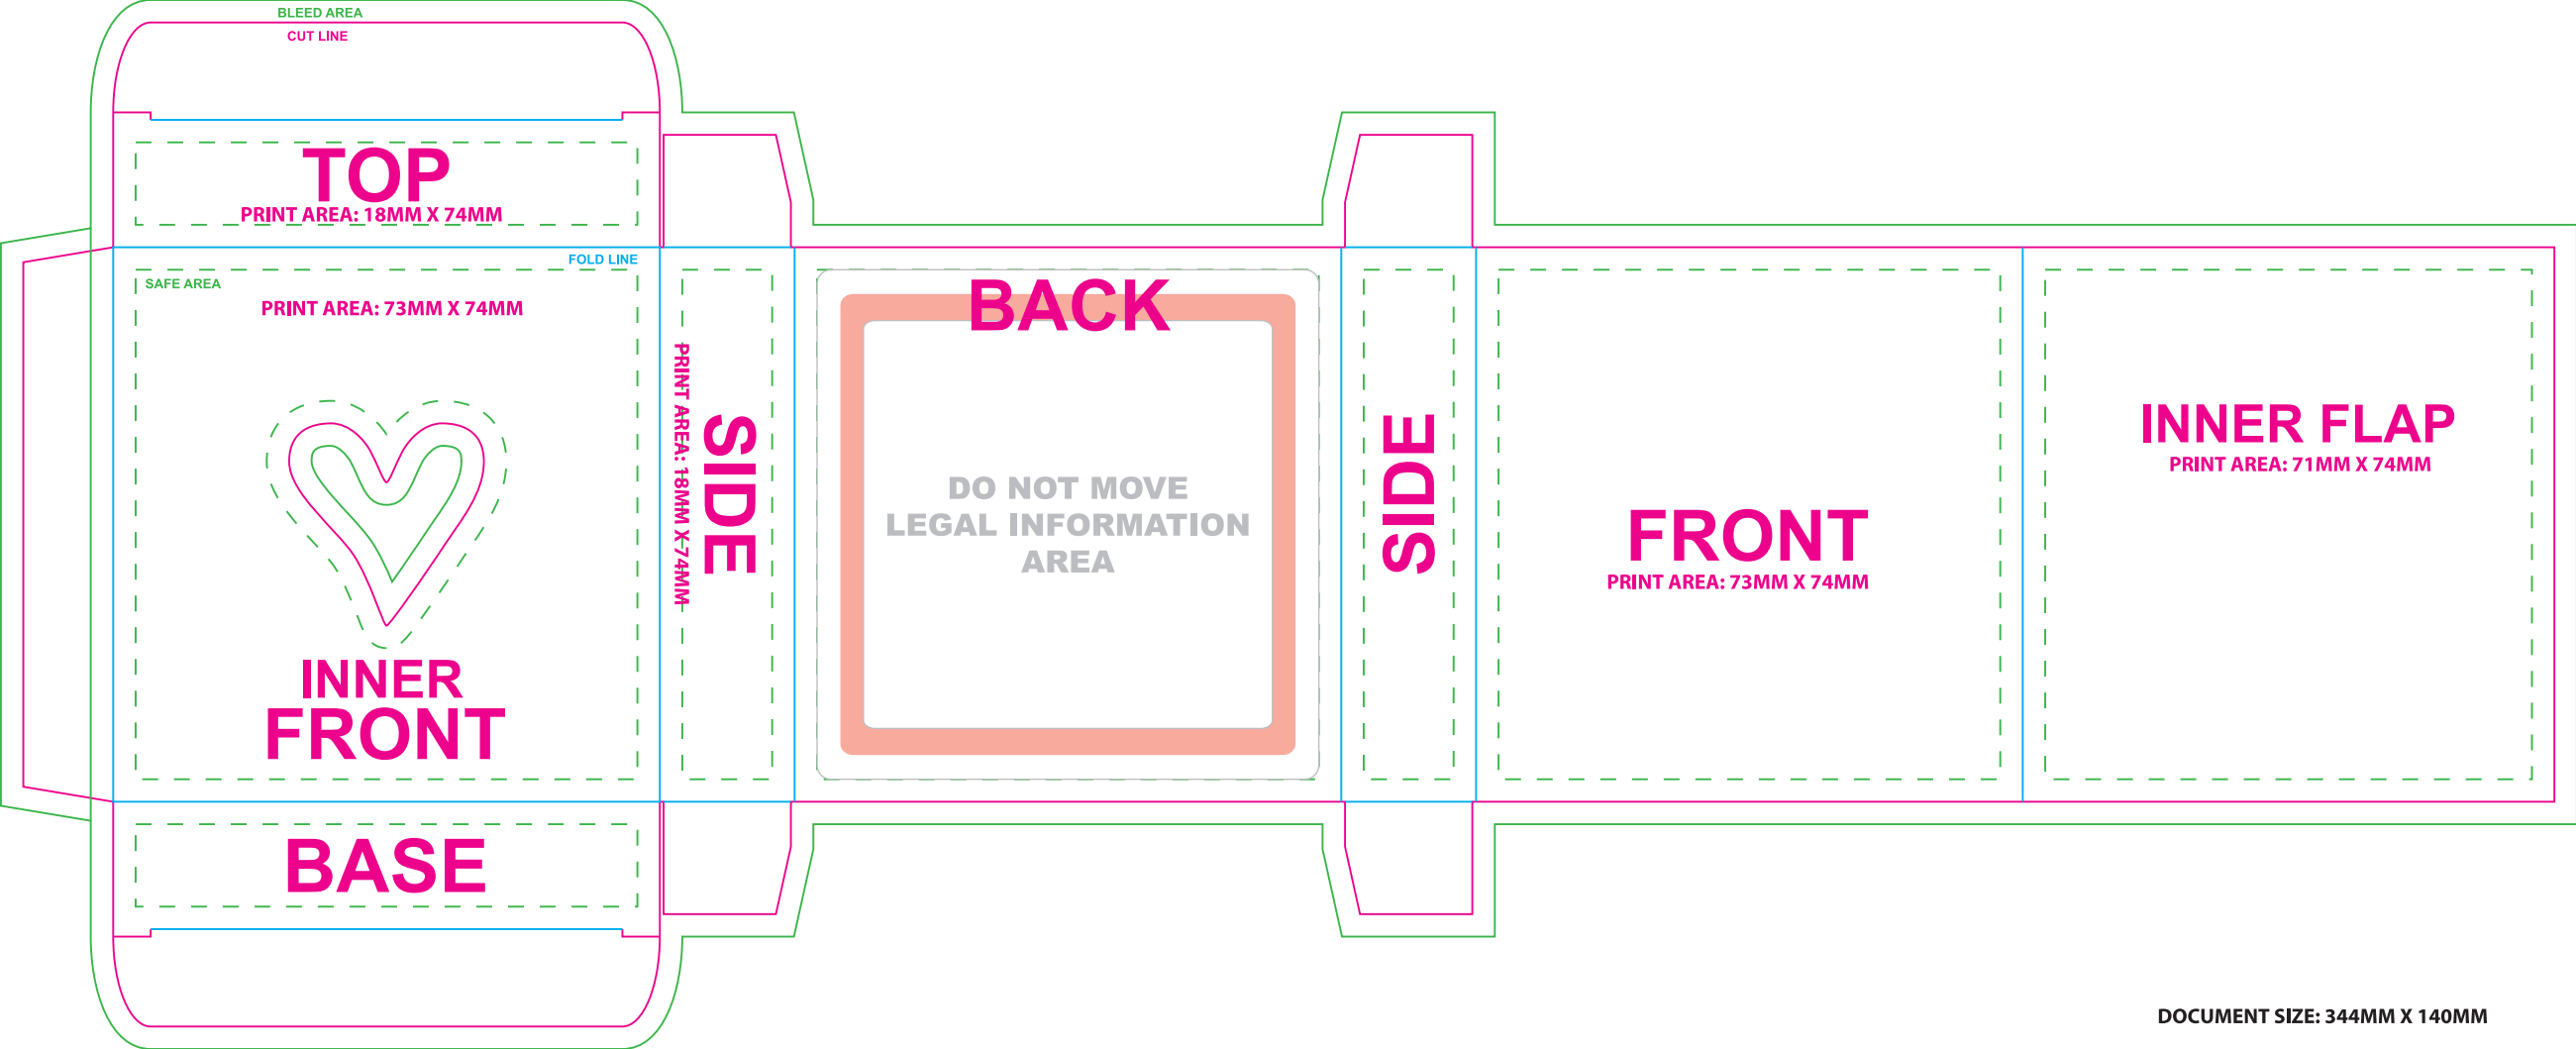 BLEED AREA
CUT LINE
TOP
PRINT AREA: 18MM X 74MM
FOLD LINE
SAFE AREA
PRINT AREA: 73MM X 74MM
INNER
FRONT
BASE
SIDE
PRINT AREA: 18MM X 74MM
BACK
DO NOT MOVE
LEGAL INFORMATION
AREA
SIDE
FRONT
PRINT AREA: 73MM X 74MM
INNER FLAP
PRINT AREA: 71MM X 74MM
DOCUMENT SIZE: 344MM X 140MM